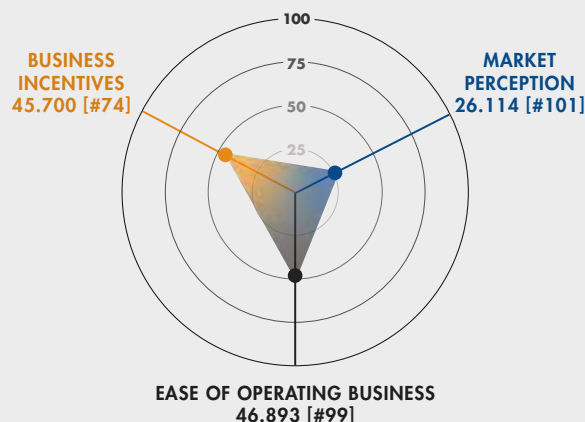 100
75
50
25
BUSINESS
INCENTIVES
45.700 [#74]
MARKET
PERCEPTION
26.114 [#101]
EASE OF OPERATING BUSINESS
46.893 [#99]